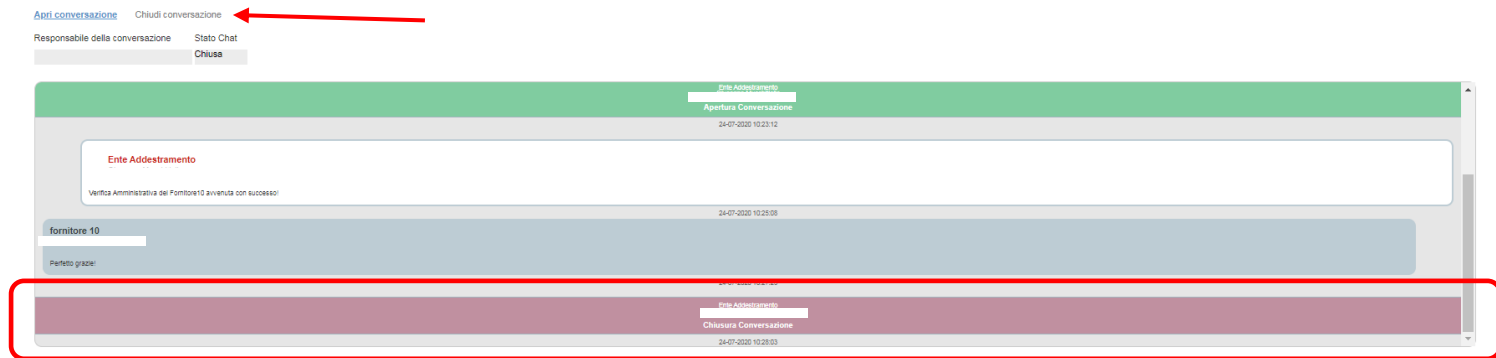 Apri conversazione Chiudi conversazione
Responsabile della conversazione Stato Chat
Chiusa
Ente Addestramento
Apertura Conversazione
24-07-2020 10:23:12
Ente Addestramento
Verifica Amministrativa del Fornitore10 avvenuta con successo!
24-07-2020 10:25:08
fornitore 10
Perfetto grazie!
Ente Addestramento
Chiusura Conversazione
24-07-2020 10:28:03